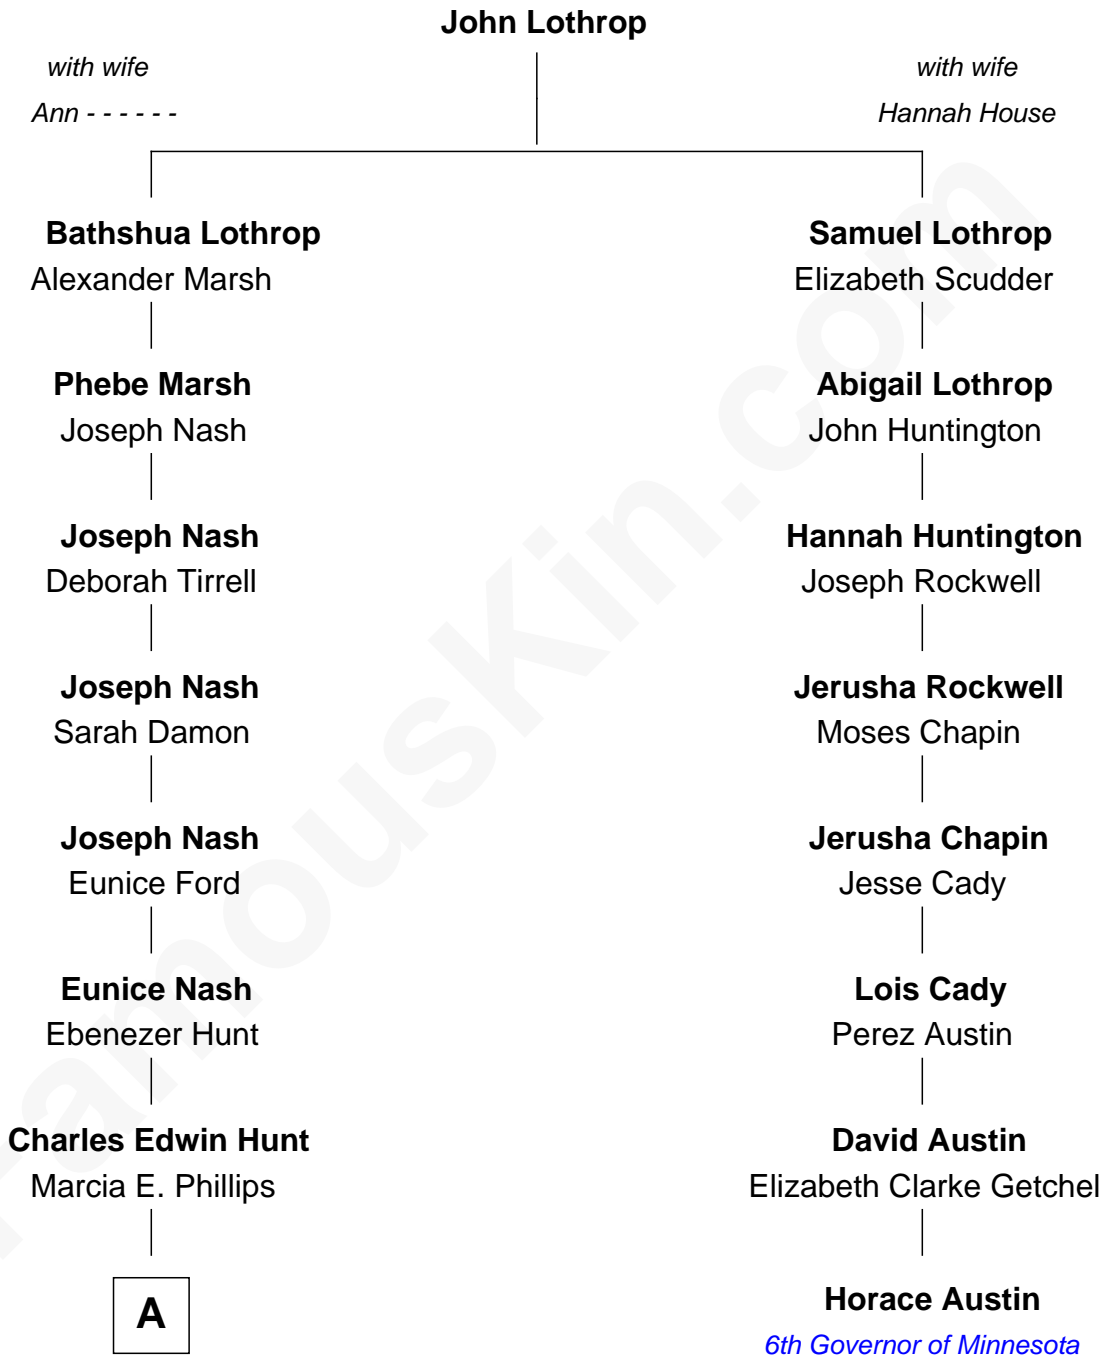 John Lothrop
with wife
Ann - - - - - -
with wife
Hannah House
Bathshua Lothrop
Alexander Marsh
Samuel Lothrop
Elizabeth Scudder
Phebe Marsh
Joseph Nash
Abigail Lothrop
John Huntington
Joseph Nash
Deborah Tirrell
Hannah Huntington
Joseph Rockwell
Joseph Nash
Sarah Damon
Jerusha Rockwell
Moses Chapin
Joseph Nash
Eunice Ford
Jerusha Chapin
Jesse Cady
Eunice Nash
Ebenezer Hunt
Lois Cady
Perez Austin
Charles Edwin Hunt
Marcia E. Phillips
David Austin
Elizabeth Clarke Getchel
A
Horace Austin
6th Governor of Minnesota
FamousKin.com